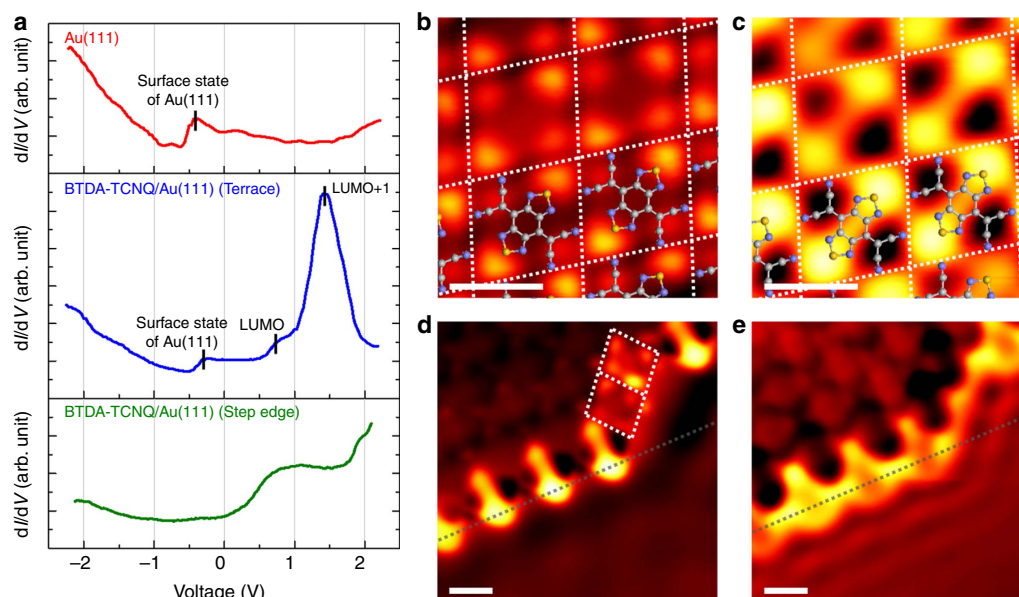 a
Au(111)
Surface state
of Au(111)
dI/dV (arb. unit)
BTDA-TCNQ/Au(111) (Terrace)
LUMO+1
Surface state
of Au(111)
LUMO
dI/dV (arb. unit)
BTDA-TCNQ/Au(111) (Step edge)
dI/dV (arb. unit)
−2 −1 0 1 2
Voltage (V)
b
c
d
e